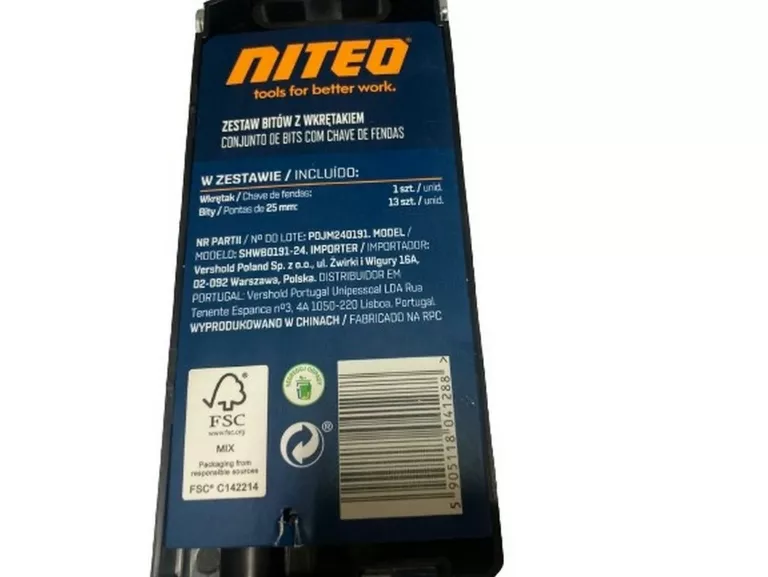 NITEO
tools for better work.
ZESTAW BITÓW Z WKRĘTAKIEM
CONJUNTO DE BITS COM CHAVE DE FENDAS
W ZESTAWIE / INCLUÍDO:
Wkrętak / Chave de fendas: 1 szt./ unid.
Bity / Pontas de 25 mm: 13 szt./ unid.
NR PARTII / Nº DO LOTE: POJM240191. MODEL /
MODELO: SHWB0191-24. IMPORTER / IMPORTADOR:
Vershold Poland Sp. z o.o., ul. Żwirki i Wigury 16A,
02-092 Warszawa, Polska. DISTRIBUIDOR EM
PORTUGAL: Vershold Portugal Unipessoal LDA Rua
Tenente Espanca nº3, 4A 1050-220 Lisboa, Portugal.
WYPRODUKOWANO W CHINACH / FABRICADO NA RPC
SEGREGUJ ODPADY
FSC
www.fsc.org
MIX
Packaging from
responsible sources
FSC® C142214
®
5 905118 041288 >